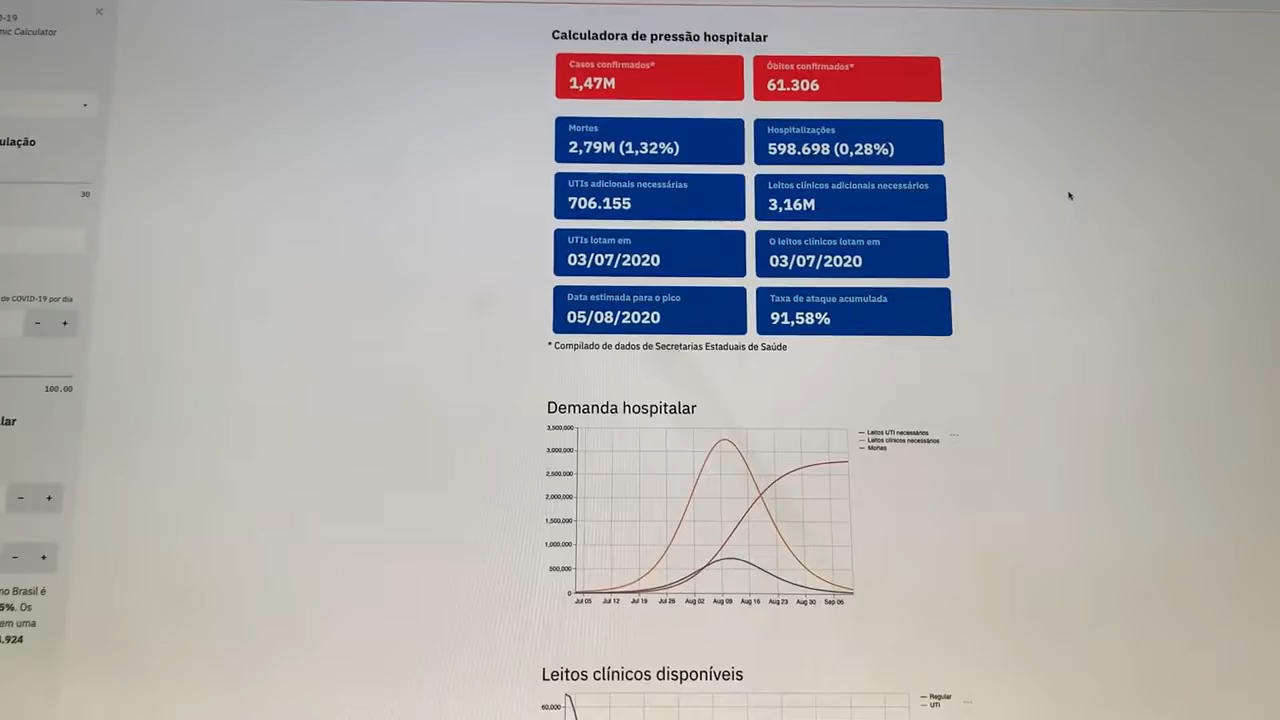 -19
mic Calculator
ulação
30
de COVID-19 por dia
- +
100.00
lar
- +
- +
no Brasil é
5%. Os
em uma
.924
Calculadora de pressão hospitalar
Casos confirmados*
1,47M
Óbitos confirmados*
61.306
Mortes
2,79M (1,32%)
Hospitalizações
598.698 (0,28%)
UTIs adicionais necessárias
706.155
Leitos clínicos adicionais necessários
3,16M
UTIs lotam em
03/07/2020
O leitos clínicos lotam em
03/07/2020
Data estimada para o pico
05/08/2020
Taxa de ataque acumulada
91,58%
* Compilado de dados de Secretarias Estaduais de Saúde
Demanda hospitalar
3,500,000
3,000,000
2,500,000
2,000,000
1,500,000
1,000,000
500,000
0
Jul 05 Jul 12 Jul 19 Jul 26 Aug 02 Aug 09 Aug 16 Aug 23 Aug 30 Sep 06
Leitos UTI necessários
Leitos clínicos necessários
Mortes
Leitos clínicos disponíveis
60,000
Regular
UTI